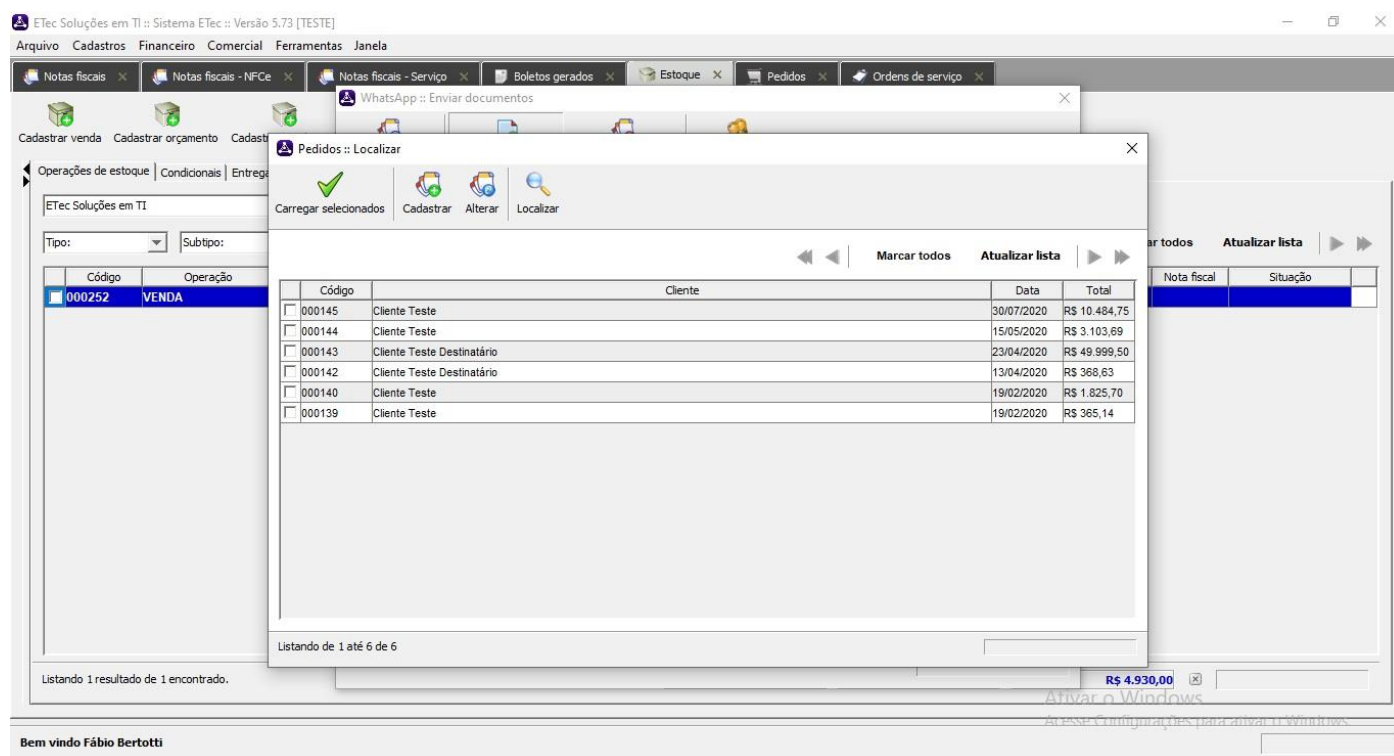 ETec Soluções em TI :: Sistema ETec :: Versão 5.73 [TESTE]
Arquivo Cadastros Financeiro Comercial Ferramentas Janela
Notas fiscais Notas fiscais - NFCe Notas fiscais - Serviço Boletos gerados Estoque Pedidos Ordens de serviço
WhatsApp :: Enviar documentos
Cadastrar venda Cadastrar orçamento Cadast
Pedidos :: Localizar
Operações de estoque Condicionais Entrega
Carregar selecionados Cadastrar Alterar Localizar
ETec Soluções em TI
Tipo: Subtipo: ar todos Atualizar lista
Marcar todos Atualizar lista
Código Operação Nota fiscal Situação
000252 VENDA
Código Cliente Data Total
000145 Cliente Teste 30/07/2020 R$ 10.484,75
000144 Cliente Teste 15/05/2020 R$ 3.103,69
000143 Cliente Teste Destinatário 23/04/2020 R$ 49.999,50
000142 Cliente Teste Destinatário 13/04/2020 R$ 368,63
000140 Cliente Teste 19/02/2020 R$ 1.825,70
000139 Cliente Teste 19/02/2020 R$ 365,14
Listando de 1 até 6 de 6
Listando 1 resultado de 1 encontrado. R$ 4.930,00
Ativar o Windows
Acesse Configurações para ativar o Windows.
Bem vindo Fábio Bertotti